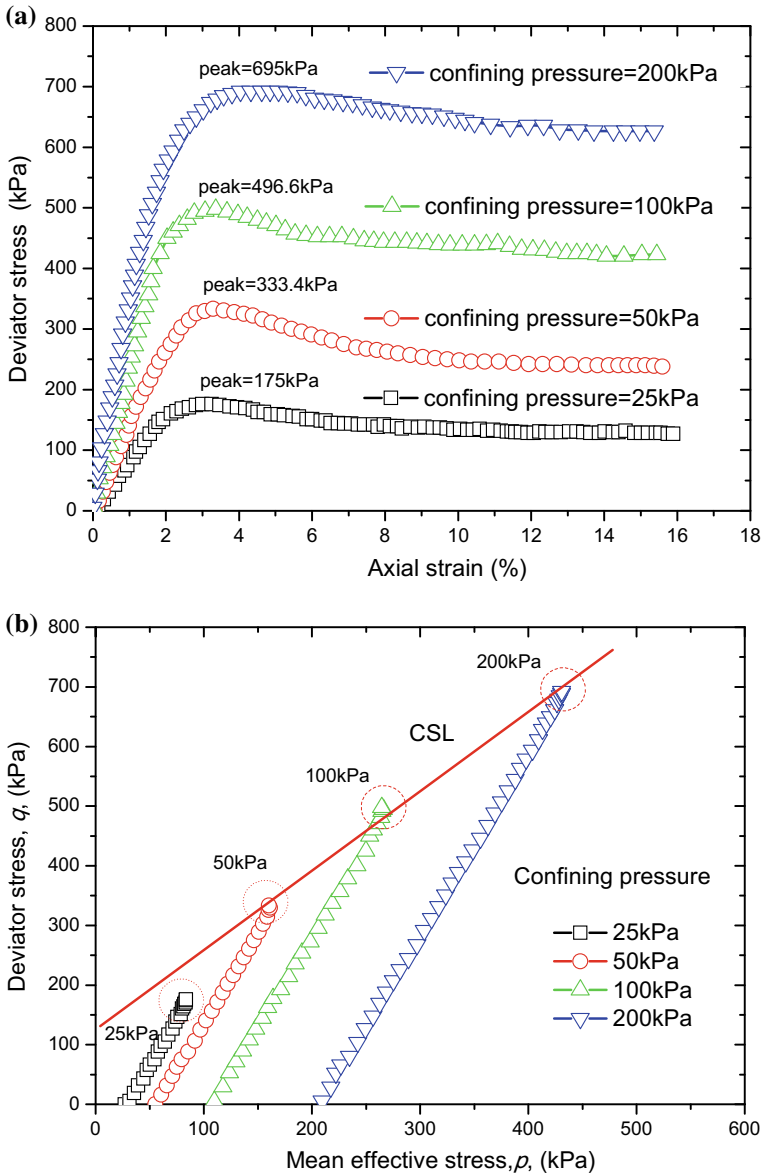 (a)
800
700
600
500
400
300
200
100
0
Deviator stress (kPa)
peak=695kPa
confining pressure=200kPa
peak=496.6kPa
confining pressure=100kPa
peak=333.4kPa
confining pressure=50kPa
peak=175kPa
confining pressure=25kPa
0 2 4 6 8 10 12 14 16 18
Axial strain (%)
(b)
800
700
600
500
400
300
200
100
0
Deviator stress, q, (kPa)
200kPa
CSL
100kPa
50kPa
25kPa
Confining pressure
25kPa
50kPa
100kPa
200kPa
0 100 200 300 400 500 600
Mean effective stress,p, (kPa)